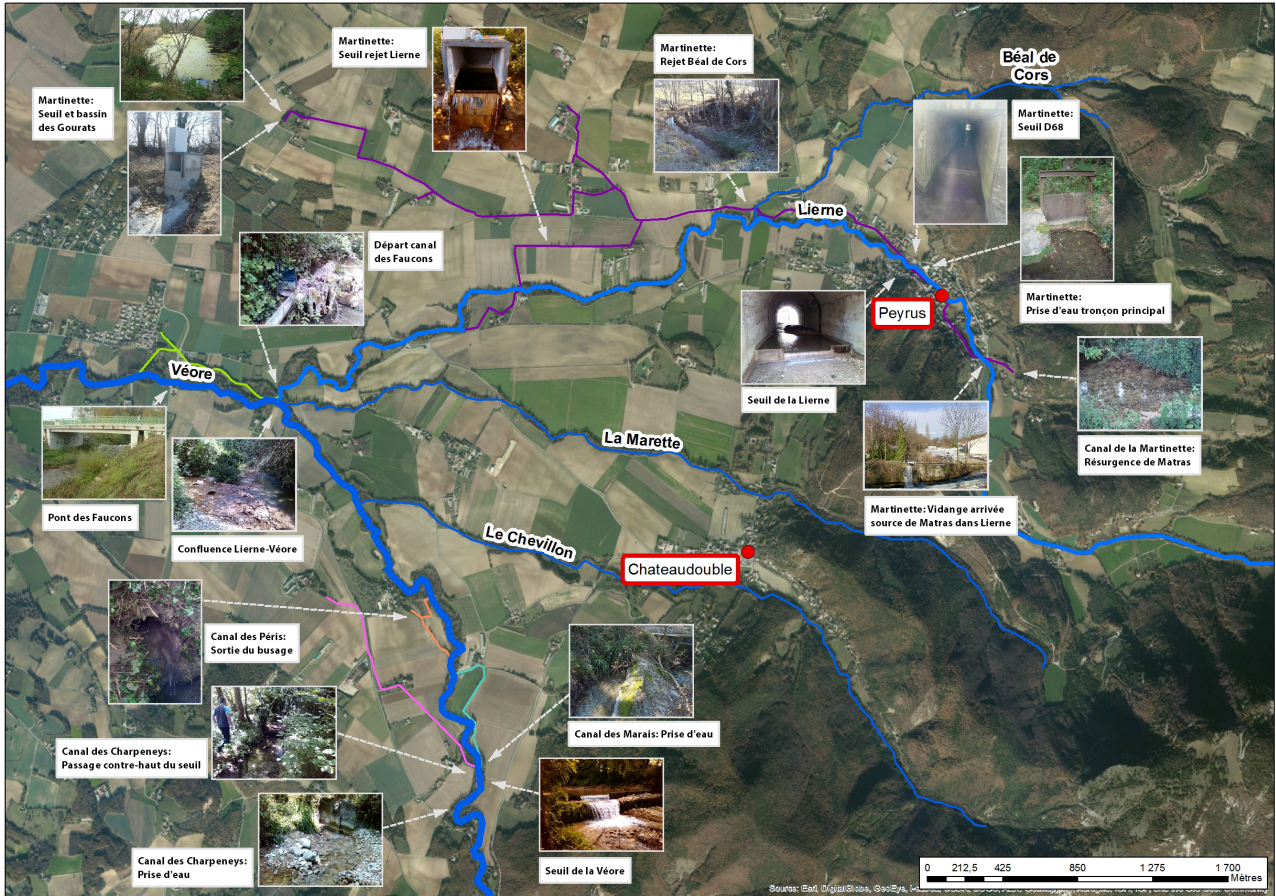 Martinette:
Seuil rejet Lierne
Martinette:
Rejet Béal de Cors
Béal de
Cors
Martinette:
Seuil et bassin
des Gourats
Martinette:
Seuil D68
Lierne
Départ canal
des Faucons
Martinette:
Prise d'eau tronçon principal
Peyrus
Véore
Seuil de la Lierne
La Marette
Canal de la Martinette:
Résurgence de Matras
Pont des Faucons
Martinette: Vidange arrivée
source de Matras dans Lierne
Confluence Lierne-Véore
Le Chevillon
Chateaudouble
Canal des Péris:
Sortie du busage
Canal des Marais: Prise d'eau
Canal des Charpeneys:
Passage contre-haut du seuil
Canal des Charpeneys:
Prise d'eau
Seuil de la Véore
0 212,5 425 850 1 275 1 700
Mètres
Source: Esri, DigitalGlobe, GeoEye,